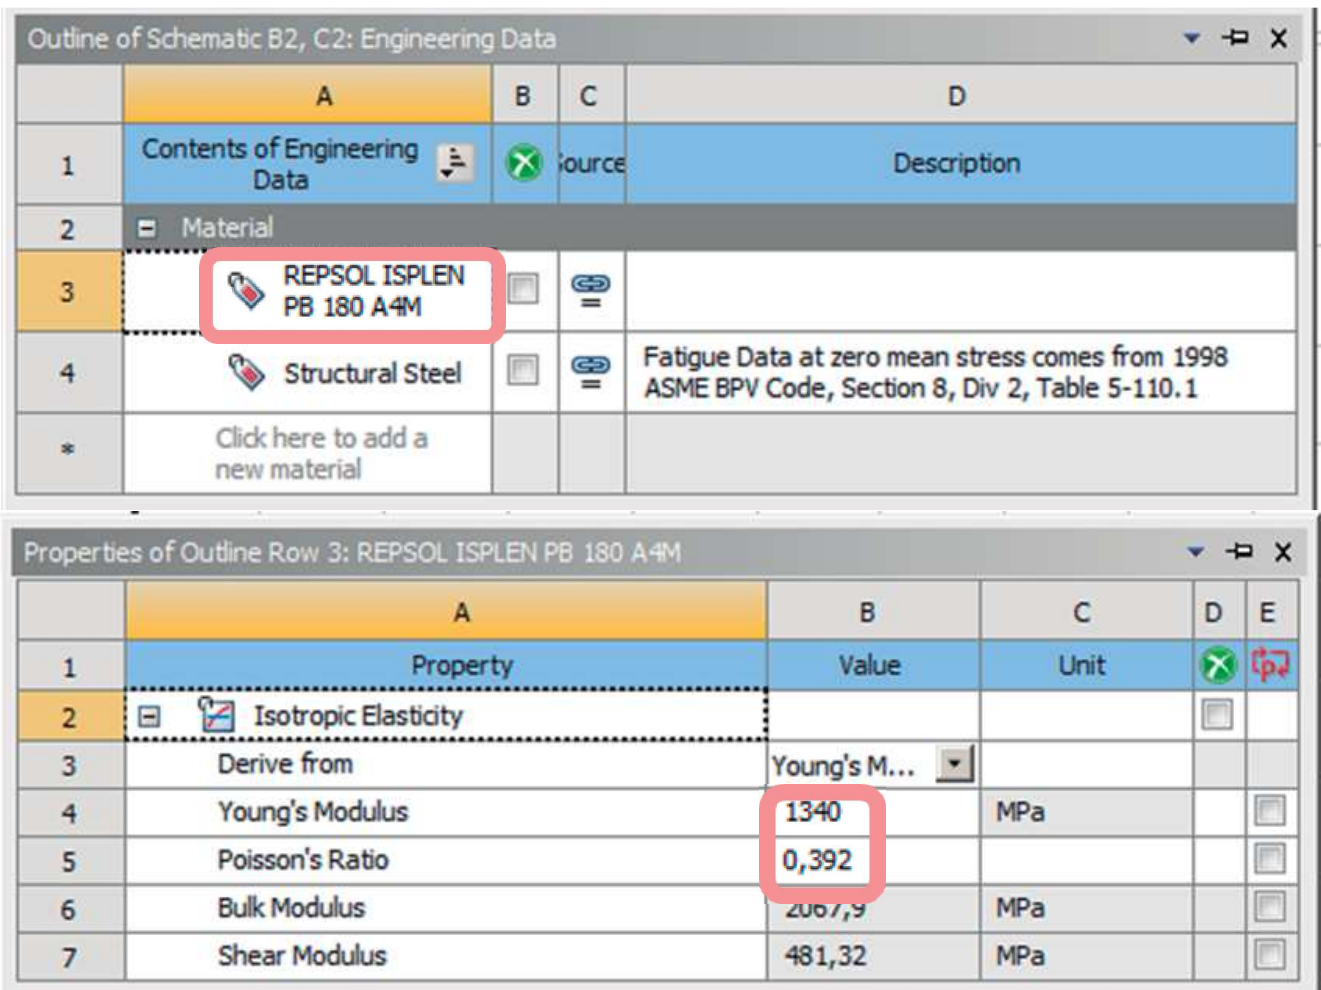 Outline of Schematic B2, C2: Engineering Data
A B C D
1 Contents of Engineering Data ource Description
2 Material
3 REPSOL ISPLEN PB 180 A4M
4 Structural Steel Fatigue Data at zero mean stress comes from 1998 ASME BPV Code, Section 8, Div 2, Table 5-110.1
* Click here to add a new material
Properties of Outline Row 3: REPSOL ISPLEN PB 180 A4M
A B C D E
1 Property Value Unit
2 Isotropic Elasticity
3 Derive from Young's M...
4 Young's Modulus 1340 MPa
5 Poisson's Ratio 0,392
6 Bulk Modulus 2067,9 MPa
7 Shear Modulus 481,32 MPa